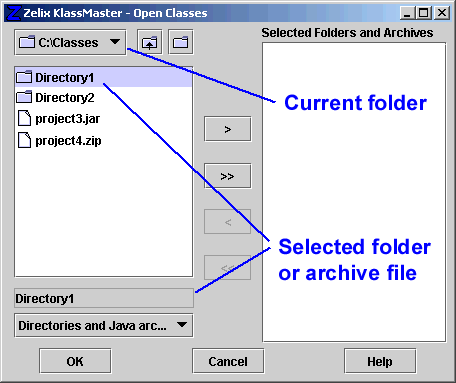 Zelix KlassMaster - Open Classes
C:\Classes
Selected Folders and Archives
Directory1
Directory2
project3.jar
project4.zip
Current folder
>
>>
<
<<
Selected folder
or archive file
Directory1
Directories and Java arc...
OK
Cancel
Help